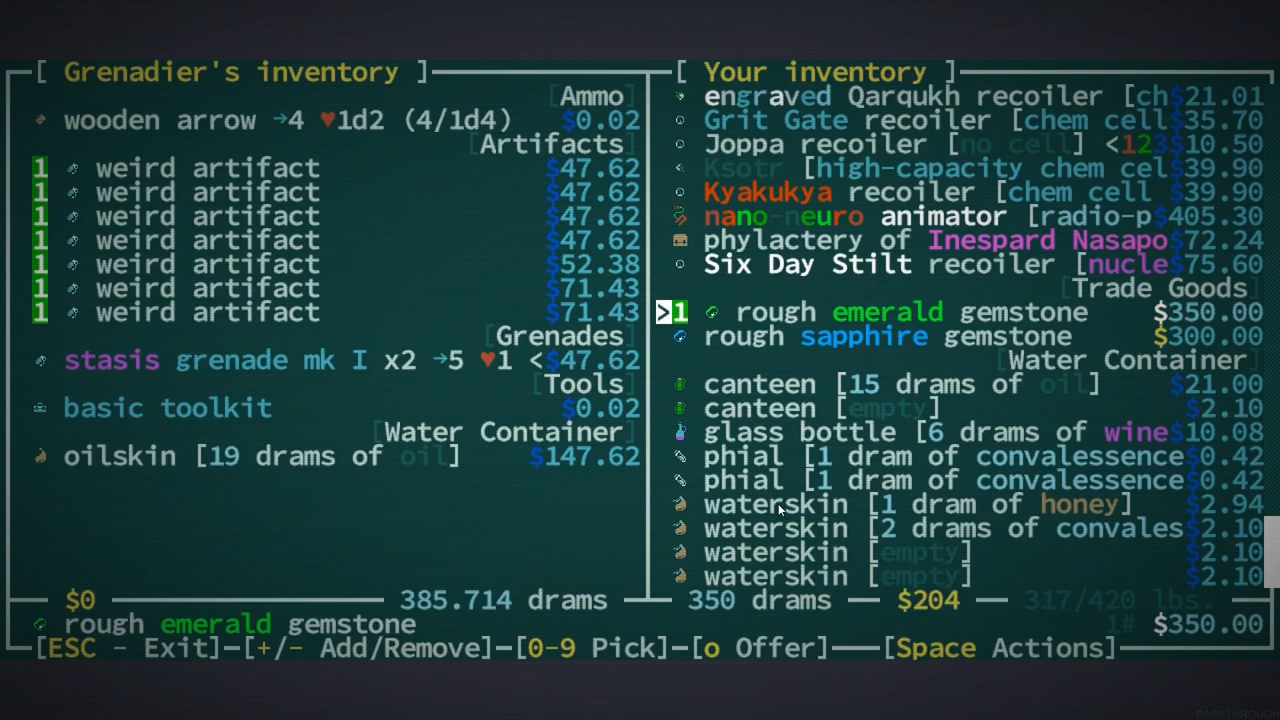 [ Grenadier's inventory ]
[Ammo]
wooden arrow →4 ♥1d2 (4/1d4) $0.02
[Artifacts]
1 weird artifact $47.62
1 weird artifact $47.62
1 weird artifact $47.62
1 weird artifact $47.62
1 weird artifact $52.38
1 weird artifact $71.43
1 weird artifact $71.43
[Grenades]
stasis grenade mk I x2 →5 ♥1 <$47.62
[Tools]
basic toolkit $0.02
[Water Container]
oilskin [19 drams of oil] $147.62
$0 385.714 drams
[ Your inventory ]
engraved Qarqukh recoiler [ch$21.01
Grit Gate recoiler [chem cell$35.70
Joppa recoiler [no cell] <123$10.50
Ksotr [high-capacity chem cel$39.90
Kyakukya recoiler [chem cell $39.90
nano-neuro animator [radio-p$405.30
phylactery of Inespard Nasapo$72.24
Six Day Stilt recoiler [nucle$75.60
[Trade Goods]
>1 rough emerald gemstone $350.00
rough sapphire gemstone $300.00
[Water Container]
canteen [15 drams of oil] $21.00
canteen [empty] $2.10
glass bottle [6 drams of wine$10.08
phial [1 dram of convalessence$0.42
phial [1 dram of convalessence$0.42
waterskin [1 dram of honey] $2.94
waterskin [2 drams of convales$2.10
waterskin [empty] $2.10
waterskin [empty] $2.10
350 drams $204 317/420 lbs.
rough emerald gemstone 1# $350.00
[ESC - Exit]-[+/- Add/Remove]-[0-9 Pick]-[o Offer] [Space Actions]
PASSTHROUGH